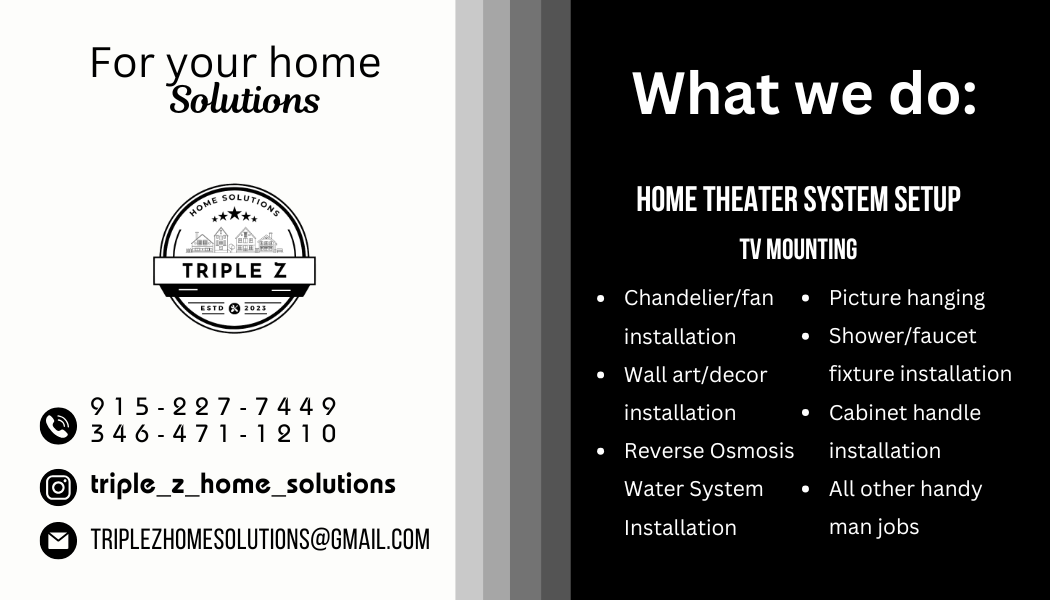 For your home
Solutions
HOME SOLUTIONS
TRIPLE Z
ESTD 2023
915-227-7449
346-471-1210
triple_z_home_solutions
TRIPLEZHOMESOLUTIONS@GMAIL.COM
What we do:
HOME THEATER SYSTEM SETUP
TV MOUNTING
• Chandelier/fan
installation
• Wall art/decor
installation
• Reverse Osmosis
Water System
Installation
• Picture hanging
• Shower/faucet
fixture installation
• Cabinet handle
installation
• All other handy
man jobs